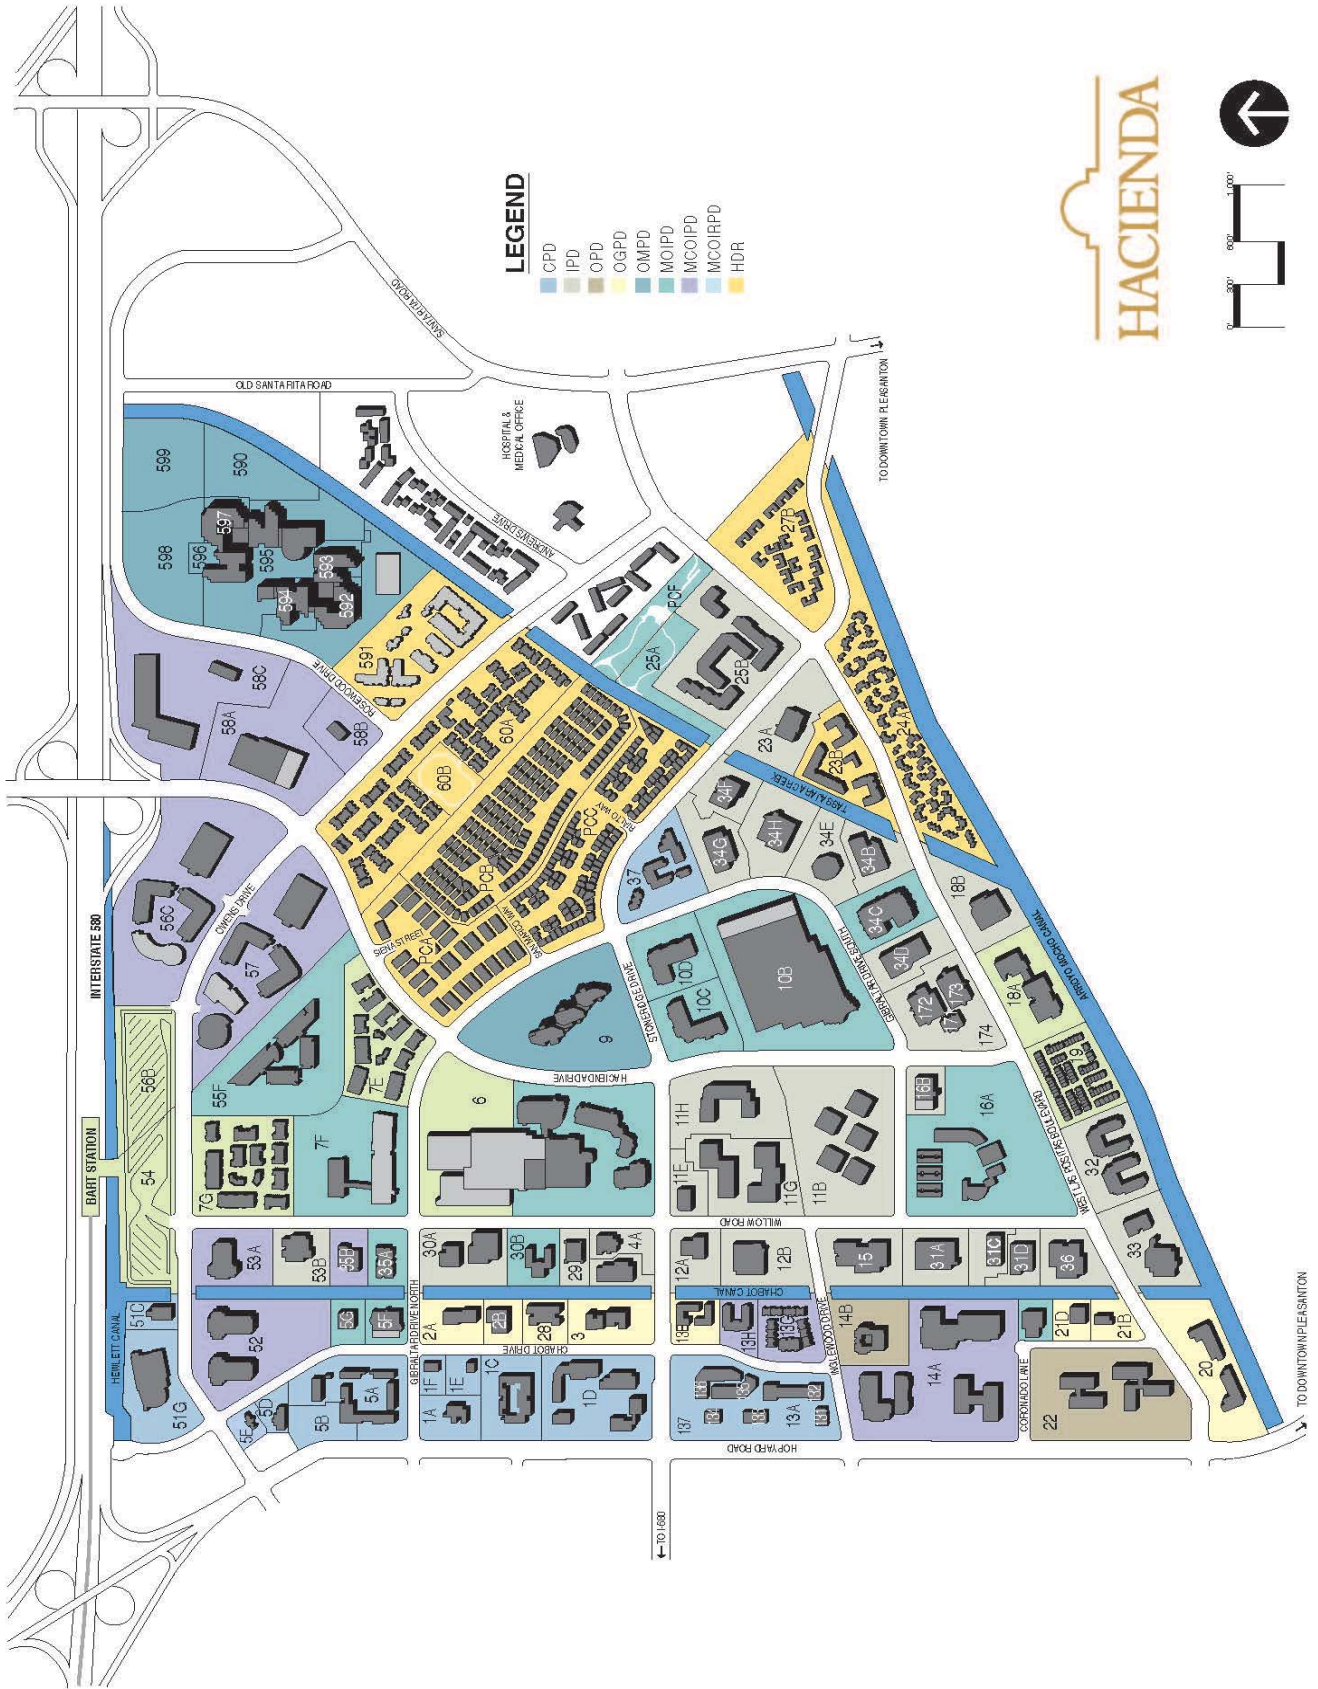 INTERSTATE 580
BART STATION
HEWLETT CANAL
51G
51C
54
56B
56C
58A
58C
58B
598
599
590
596
597
595
593
594
592
591
OLD SANTA RITA ROAD
SANTA RITA ROAD
ROSEWOOD DRIVE
OWENS DRIVE
5E
5D
5B
5A
52
5G
5F
53A
53B
35B
35A
7G
7F
55F
7E
57
GIBRALTAR DRIVE NORTH
SIENA STREET
PCA
PCB
PCC
60B
60A
SAN MARCO WAY
RIALTO WAY
ANDREWS DRIVE
HOSPITAL &
MEDICAL OFFICE
LEGEND
CPD
IPD
OPD
OGPD
OMPD
MOIPD
MCOIPD
MCOIRPD
HDR
1A
1F
1E
1C
1D
CHABOT DRIVE
2A
2B
28
3
30A
30B
29
4A
6
HACIENDA DRIVE
9
STONERIDGE DRIVE
37
25A
PCF
25B
27B
←TO I-680
HOPYARD ROAD
137
136
134
135
133
13A
132
131
13E
13H
13G
CHABOT CANAL
12A
12B
WILLOW ROAD
11E
11H
11G
11B
10C
10D
10B
34G
34F
34H
34E
34B
34C
34D
23A
23B
TASSAJARA CREEK
24A
TO DOWNTOWN PLEASANTON
INGLEWOOD DRIVE
GIBRALTAR DRIVE SOUTH
14B
14A
15
31A
31C
31D
36
16B
16A
172
173
174
18B
18A
19
CORONADO LANE
22
21D
21B
20
33
32
WEST LAS POSITAS BOULEVARD
ARROYO MOCHO CANAL
TO DOWNTOWN PLEASANTON
HACIENDA
0'
300'
600'
1,000'